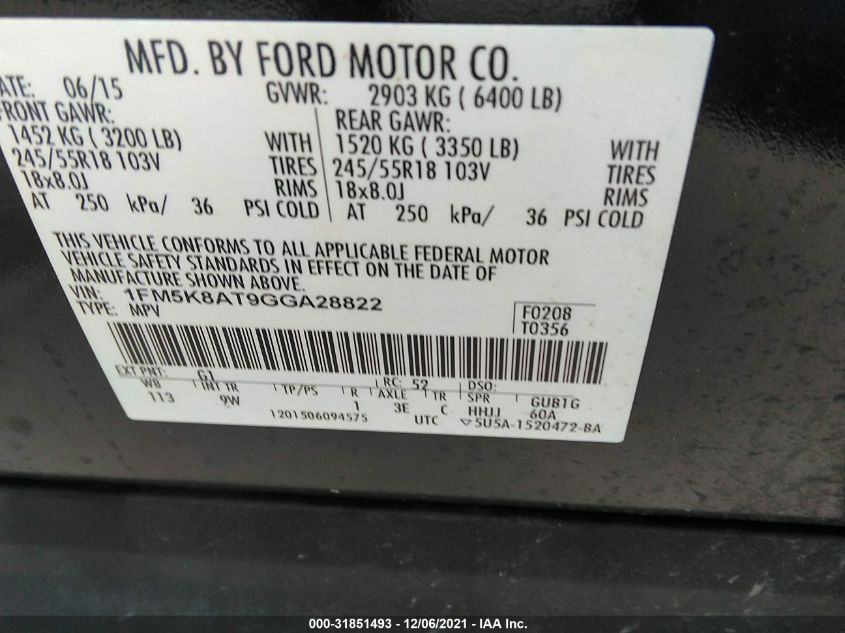 MFD. BY FORD MOTOR CO.
ATE: 06/15 GVWR: 2903 KG ( 6400 LB)
FRONT GAWR: REAR GAWR:
1452 KG ( 3200 LB) WITH 1520 KG ( 3350 LB) WITH
245/55R18 103V TIRES 245/55R18 103V TIRES
18x8.0J RIMS 18x8.0J RIMS
AT 250 kPa/ 36 PSI COLD AT 250 kPa/ 36 PSI COLD
THIS VEHICLE CONFORMS TO ALL APPLICABLE FEDERAL MOTOR
VEHICLE SAFETY STANDARDS IN EFFECT ON THE DATE OF
MANUFACTURE SHOWN ABOVE.
VIN: 1FM5K8AT9GGA28822 F0208
TYPE: MPV T0356
EXT PNT: G1 RC: 52 DSO:
WB INT TR TP/PS R AXLE TR SPR GUBTG
113 9W 1 3E C HHJJ 60A
1201506094575 UTC 5U5A-1520472-BA
000-31851493 - 12/06/2021 - IAA Inc.